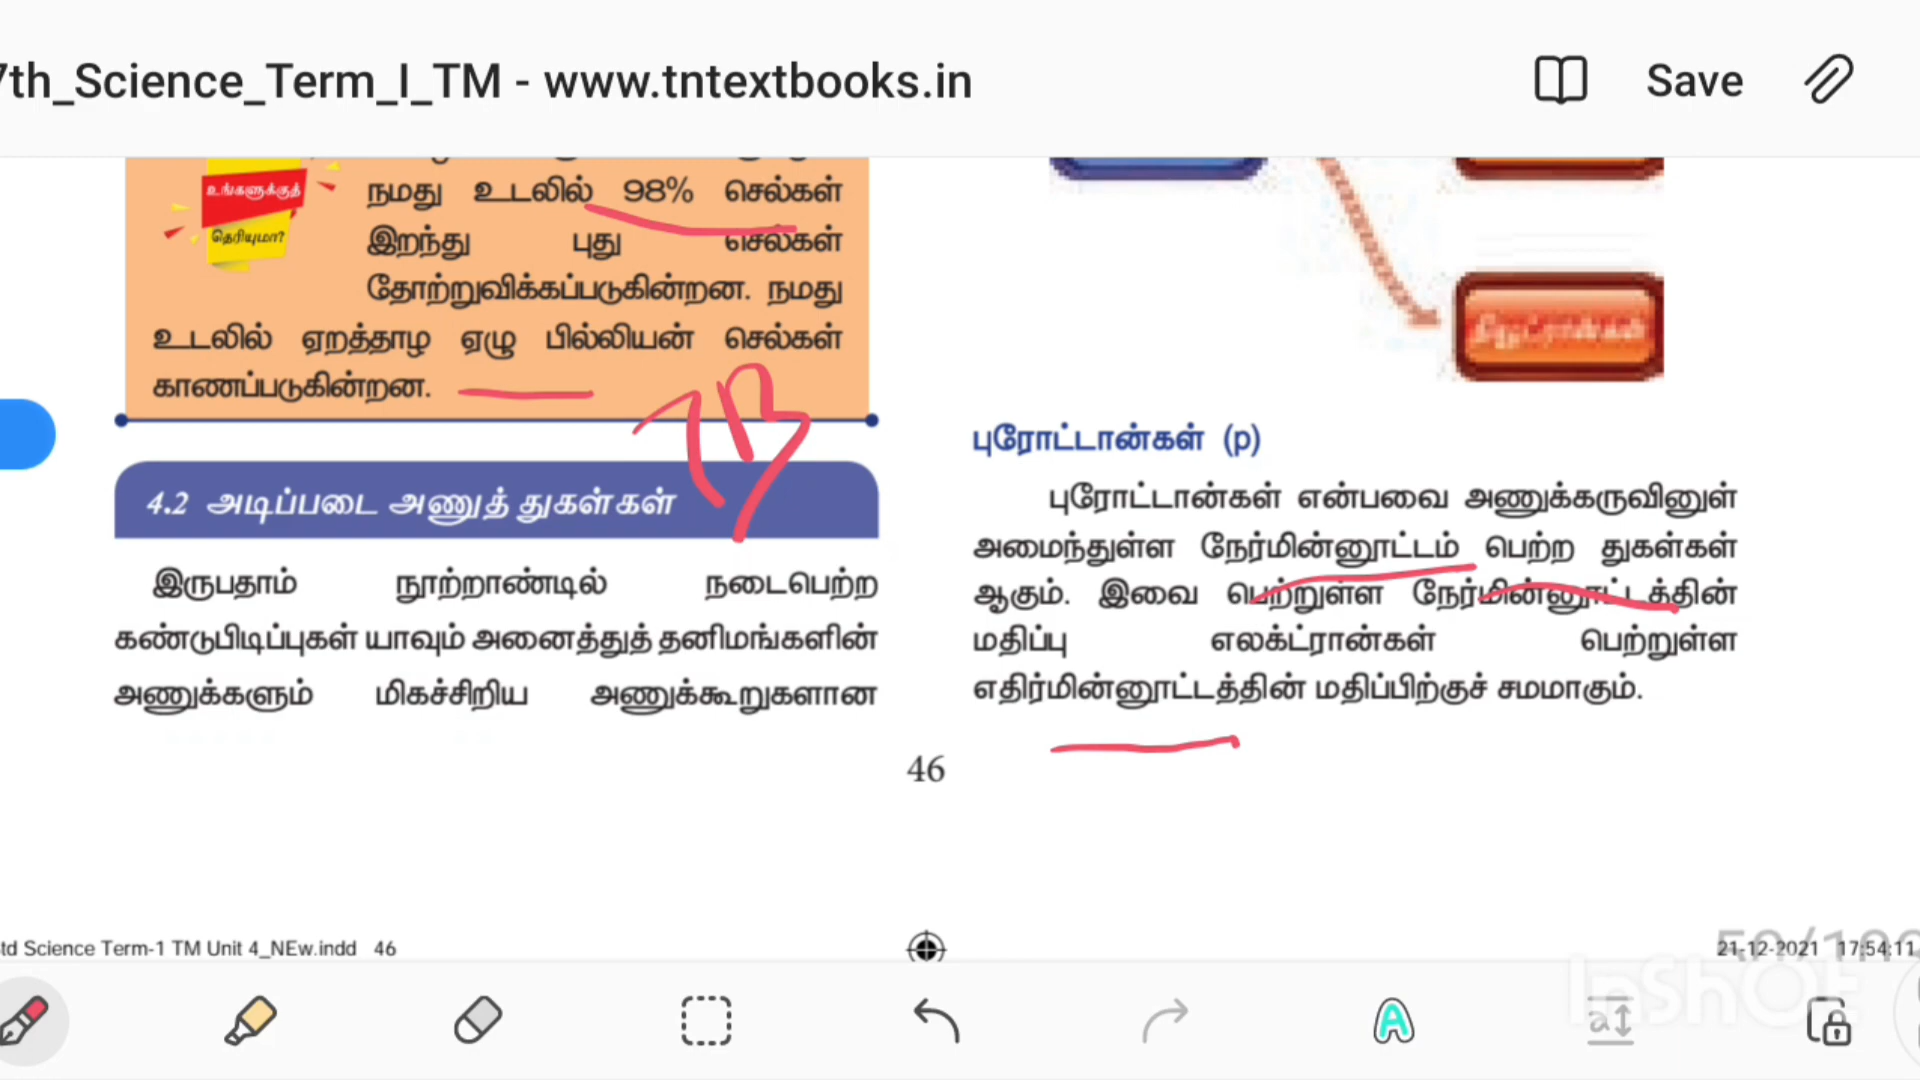 7th_Science_Term_I_TM - www.tntextbooks.in
Save
உங்களுக்குத்
தெரியுமா?
நமது உடலில் 98% செல்கள்
இறந்து புது செல்கள்
தோற்றுவிக்கப்படுகின்றன. நமது
உடலில் ஏறத்தாழ ஏழு பில்லியன் செல்கள்
காணப்படுகின்றன.
7B
4.2 அடிப்படை அணுத் துகள்கள்
இருபதாம் நூற்றாண்டில் நடைபெற்ற
கண்டுபிடிப்புகள் யாவும் அனைத்துத் தனிமங்களின்
அணுக்களும் மிகச்சிறிய அணுக்கூறுகளான
நியூட்ரான்கள்
புரோட்டான்கள் (p)
புரோட்டான்கள் என்பவை அணுக்கருவினுள்
அமைந்துள்ள நேர்மின்னூட்டம் பெற்ற துகள்கள்
ஆகும். இவை பெற்றுள்ள நேர்மின்னூட்டத்தின்
மதிப்பு எலக்ட்ரான்கள் பெற்றுள்ள
எதிர்மின்னூட்டத்தின் மதிப்பிற்குச் சமமாகும்.
46
td Science Term-1 TM Unit 4_NEw.indd 46
21-12-2021 17:54:11
InShOt
A
a